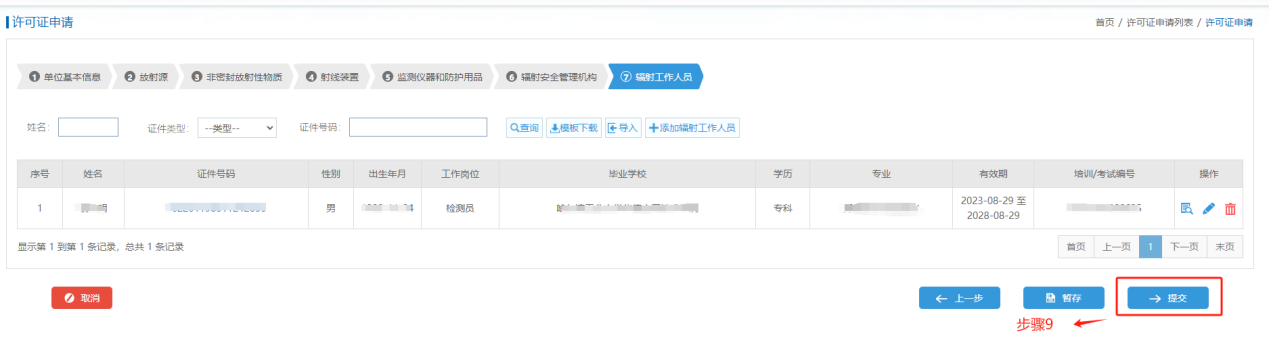 许可证申请
首页 / 许可证申请列表 / 许可证申请
1 单位基本信息 2 放射源 3 非密封放射性物质 4 射线装置 5 监测仪器和防护用品 6 辐射安全管理机构 7 辐射工作人员
姓名: 证件类型: --类型-- 证件号码: 查询 模板下载 导入 添加辐射工作人员
序号 姓名 证件号码 性别 出生年月 工作岗位 毕业学校 学历 专业 有效期 培训/考试编号 操作
1 男 检测员 专科 2023-08-29 至
2028-08-29
显示第 1 到第 1 条记录，总共 1 条记录
首页 上一页 1 下一页 末页
取消 上一步 暂存 提交
步骤9